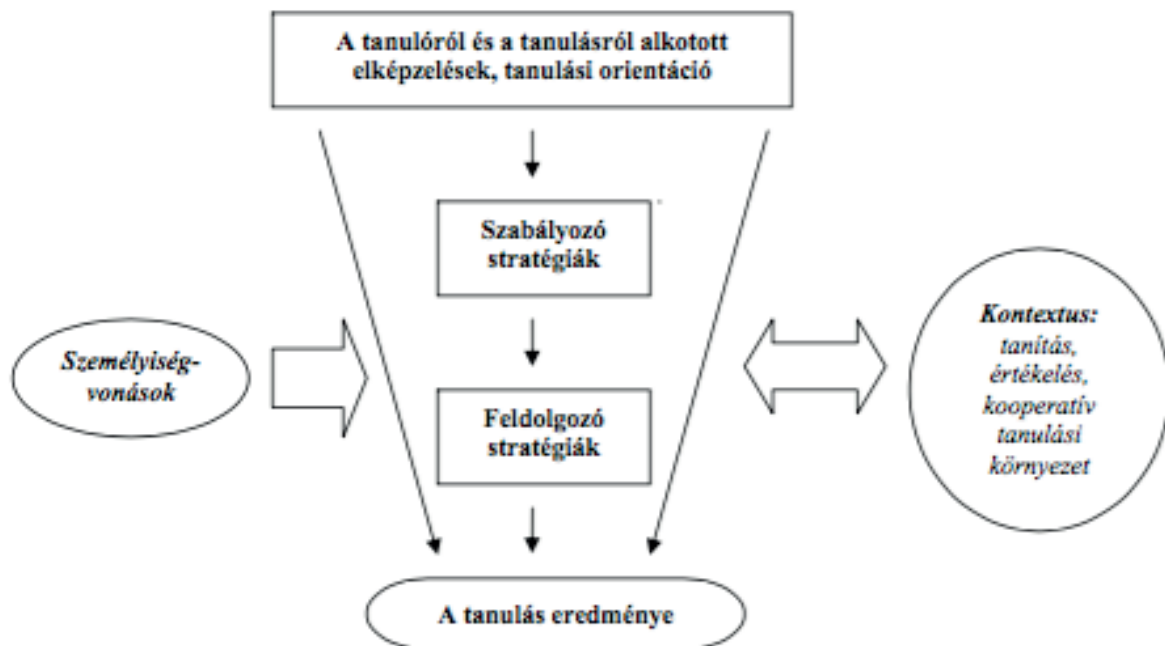 A tanulóról és a tanulásról alkotott
elképzelések, tanulási orientáció
Szabályozó
stratégiák
Személyiség-
vonások
Feldolgozó
stratégiák
Kontextus:
tanítás,
értékelés,
kooperatív
tanulási
környezet
A tanulás eredménye